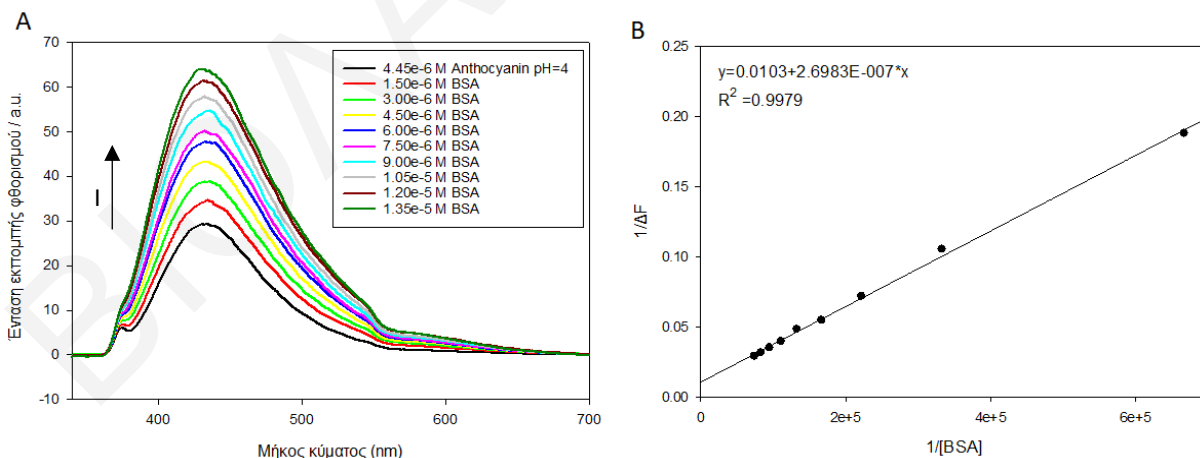 A
Ένταση εκπομπής φθορισμού / a.u.
70
60
50
40
30
20
10
0
-10
I
4.45e-6 M Anthocyanin pH=4
1.50e-6 M BSA
3.00e-6 M BSA
4.50e-6 M BSA
6.00e-6 M BSA
7.50e-6 M BSA
9.00e-6 M BSA
1.05e-5 M BSA
1.20e-5 M BSA
1.35e-5 M BSA
400
500
600
700
Μήκος κύματος (nm)
B
1/ΔF
0.25
0.20
0.15
0.10
0.05
0.00
y=0.0103+2.6983E-007*x
R2 =0.9979
0
2e+5
4e+5
6e+5
1/[BSA]